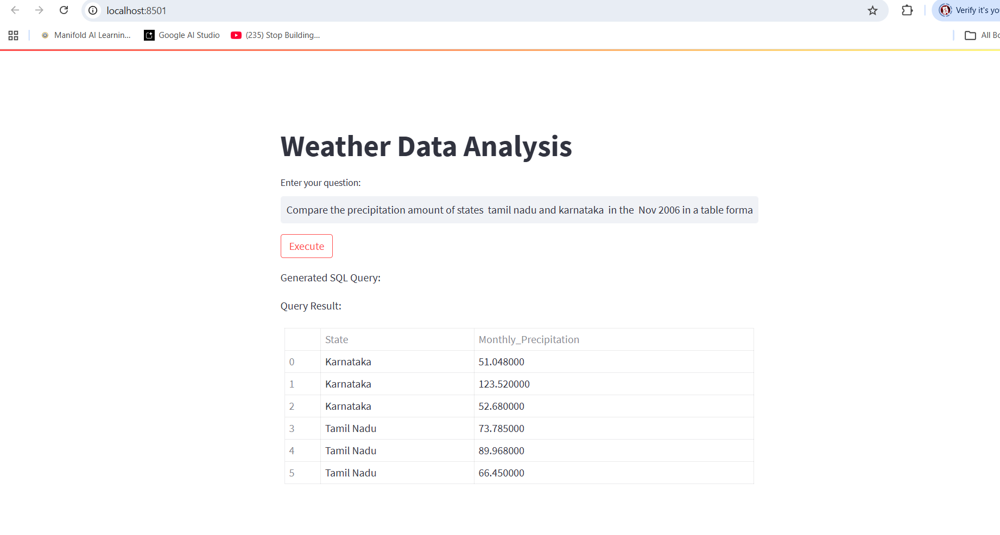 localhost:8501
Verify it's yo
Manifold AI Learnin...
Google AI Studio
(235) Stop Building...
All Bo
Weather Data Analysis
Enter your question:
Compare the precipitation amount of states  tamil nadu and karnataka  in the  Nov 2006 in a table forma
Execute
Generated SQL Query:
Query Result:
State Monthly_Precipitation
0 Karnataka 51.048000
1 Karnataka 123.520000
2 Karnataka 52.680000
3 Tamil Nadu 73.785000
4 Tamil Nadu 89.968000
5 Tamil Nadu 66.450000